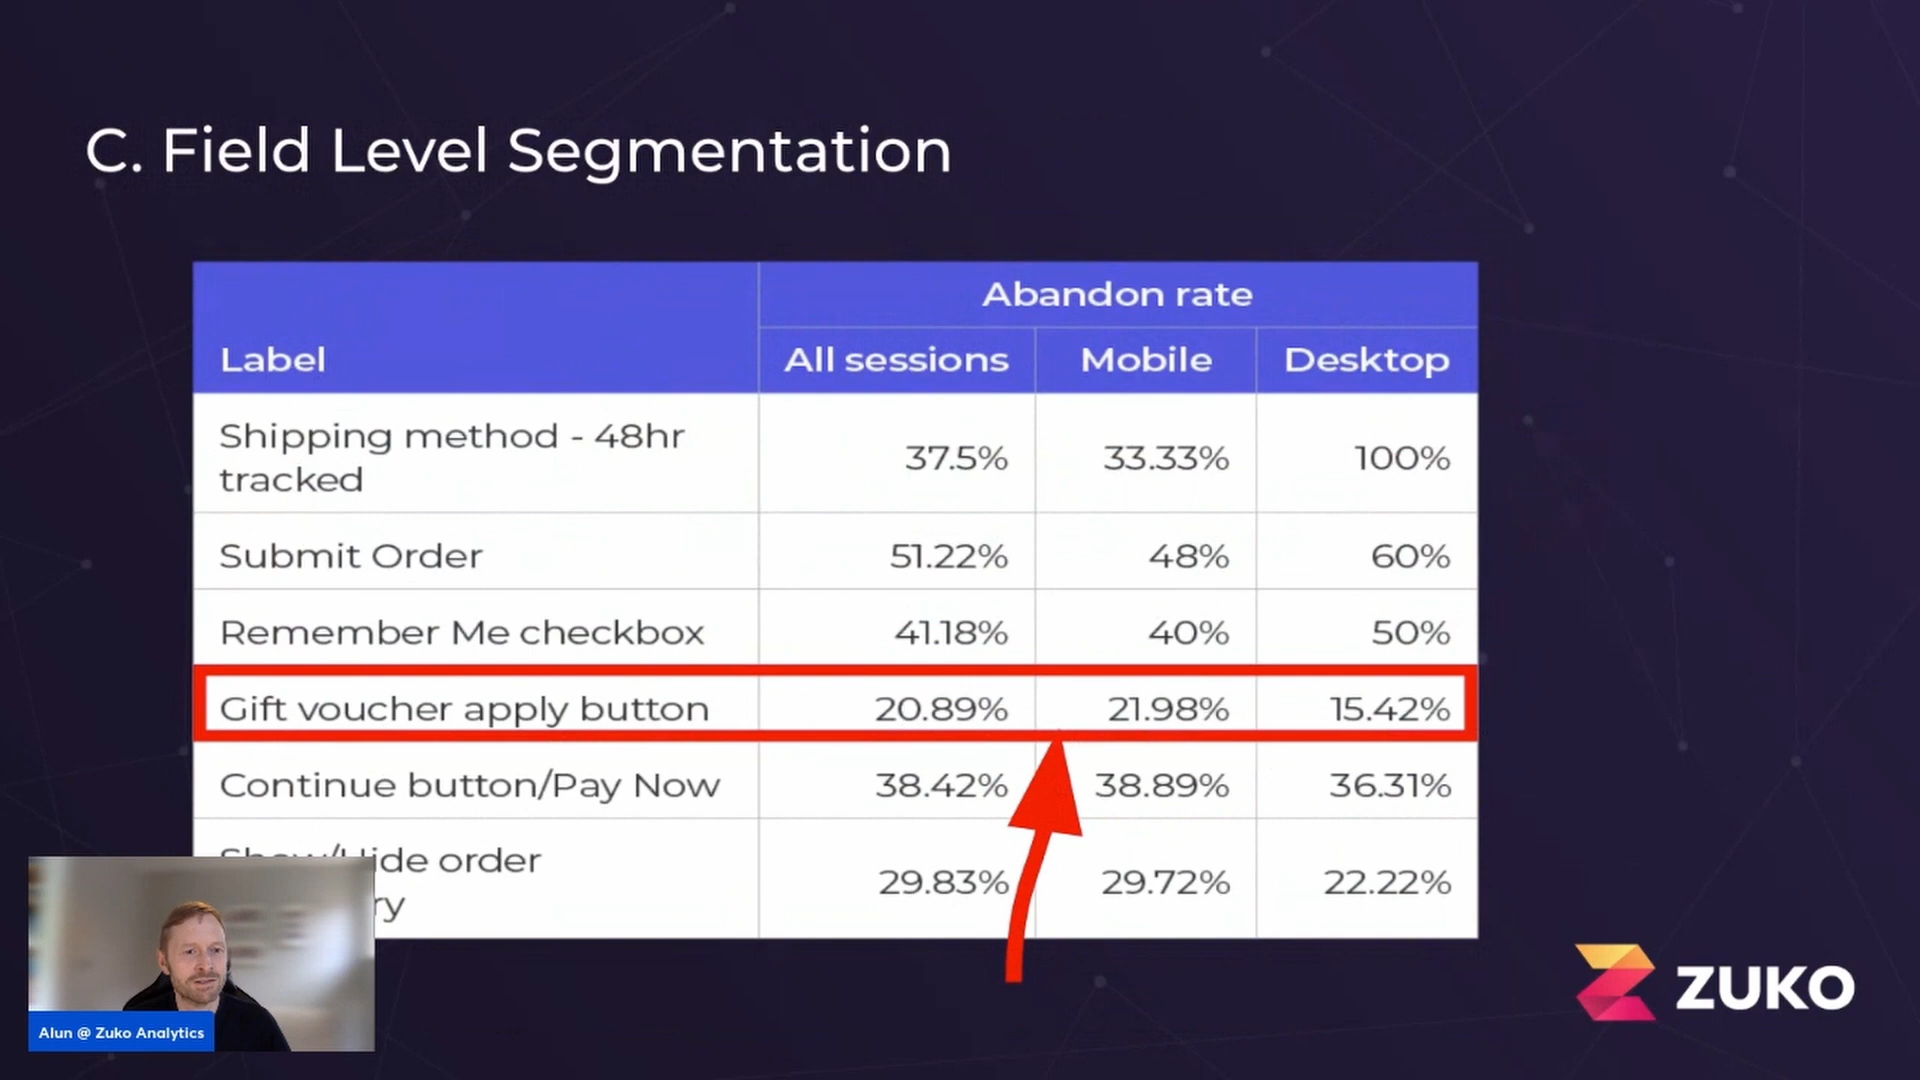 C. Field Level Segmentation
Abandon rate
Label All sessions Mobile Desktop
Shipping method - 48hr
tracked
37.5% 33.33% 100%
Submit Order 51.22% 48% 60%
Remember Me checkbox 41.18% 40% 50%
Gift voucher apply button 20.89% 21.98% 15.42%
Continue button/Pay Now 38.42% 38.89% 36.31%
Show/Hide order
29.83% 29.72% 22.22%
Alun @ Zuko Analytics
ZUKO